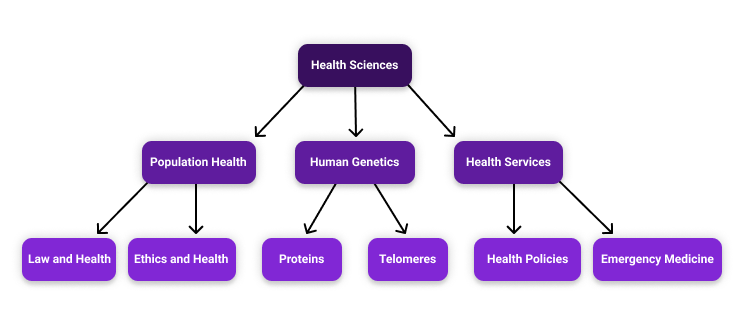 Health Sciences
Population Health
Human Genetics
Health Services
Law and Health
Ethics and Health
Proteins
Telomeres
Health Policies
Emergency Medicine